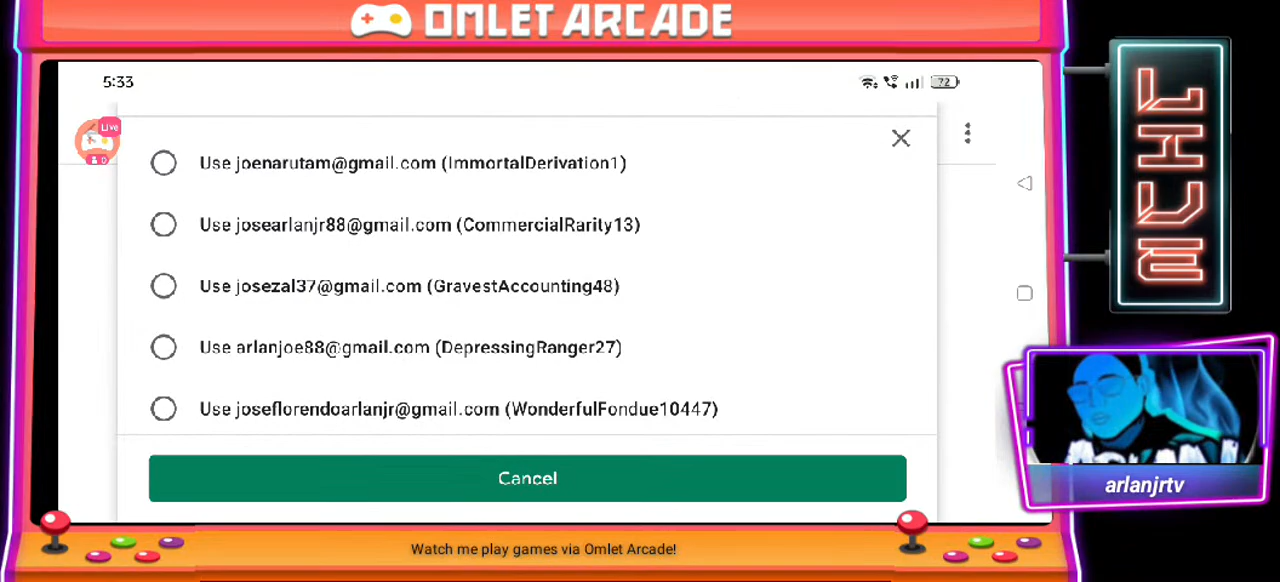 OMLET ARCADE
5:33
72
Live
0
Use joenarutam@gmail.com (ImmortalDerivation1)
Use josearlanjr88@gmail.com (CommercialRarity13)
Use josezal37@gmail.com (GravestAccounting48)
Use arlanjoe88@gmail.com (DepressingRanger27)
Use joseflorendoarlanjr@gmail.com (WonderfulFondue10447)
Cancel
LIVE
arlanjrtv
Watch me play games via Omlet Arcade!